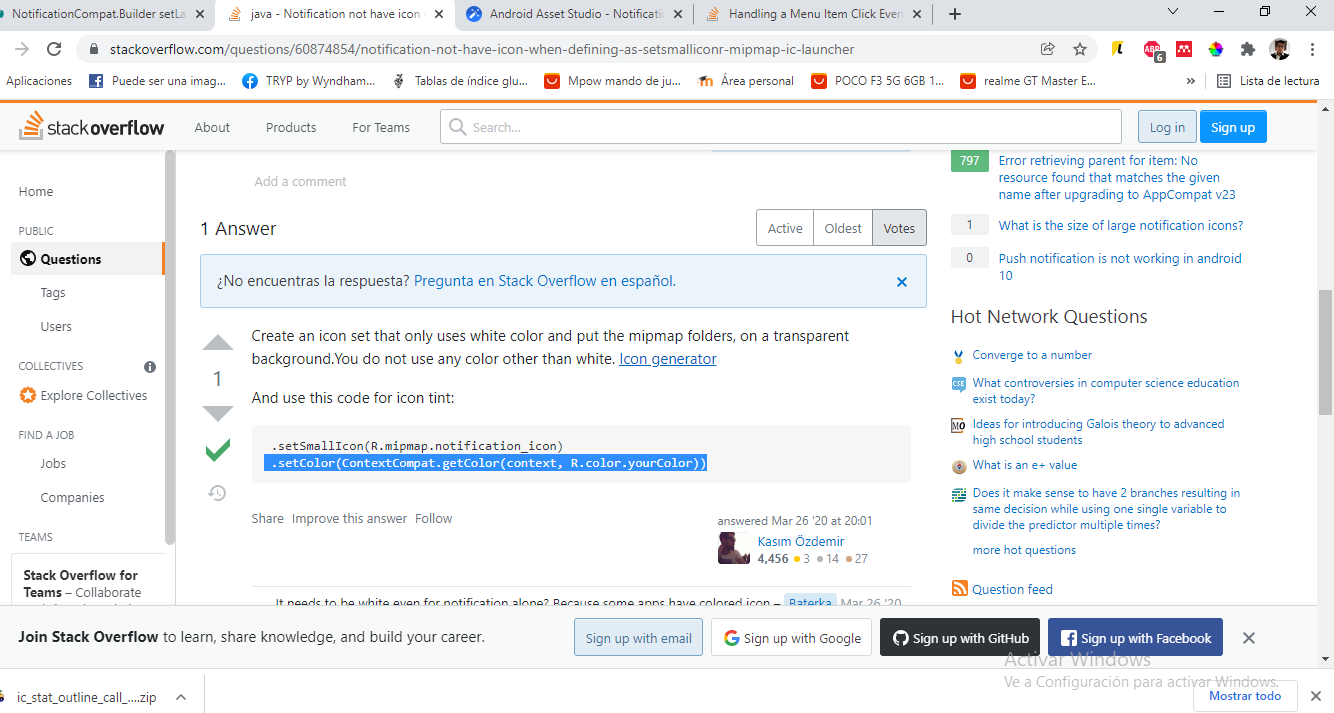 NotificationCompat.Builder setLa
java - Notification not have icon
Android Asset Studio - Notificati
Handling a Menu Item Click Even
stackoverflow.com/questions/60874854/notification-not-have-icon-when-defining-as-setsmalliconr-mipmap-ic-launcher
ABP
6
Aplicaciones
Puede ser una imag...
TRYP by Wyndham...
Tablas de índice glu...
Mpow mando de ju...
Área personal
POCO F3 5G 6GB 1...
realme GT Master E...
»
Lista de lectura
stackoverflow
About
Products
For Teams
Search...
Log in
Sign up
Home
PUBLIC
Questions
Tags
Users
COLLECTIVES
Explore Collectives
FIND A JOB
Jobs
Companies
TEAMS
Stack Overflow for
Teams – Collaborate
Add a comment
1 Answer
Active
Oldest
Votes
¿No encuentras la respuesta? Pregunta en Stack Overflow en español.
Create an icon set that only uses white color and put the mipmap folders, on a transparent
background.You do not use any color other than white. Icon generator
1
And use this code for icon tint:
.setSmallIcon(R.mipmap.notification_icon)
.setColor(ContextCompat.getColor(context, R.color.yourColor))
Share Improve this answer Follow
answered Mar 26 '20 at 20:01
Kasım Özdemir
4,456 3 14 27
It needs to be white even for notification alone? Because some apps have colored icon – Baterka Mar 26 '20
797
Error retrieving parent for item: No
resource found that matches the given
name after upgrading to AppCompat v23
1
What is the size of large notification icons?
0
Push notification is not working in android
10
Hot Network Questions
Converge to a number
CSE
What controversies in computer science education
exist today?
MO
Ideas for introducing Galois theory to advanced
high school students
What is an e+ value
Does it make sense to have 2 branches resulting in
same decision while using one single variable to
divide the predictor multiple times?
more hot questions
Question feed
Join Stack Overflow to learn, share knowledge, and build your career.
Sign up with email
Sign up with Google
Sign up with GitHub
Sign up with Facebook
Activar Windows
Ve a Configuración para activar Windows.
ic_stat_outline_call_....zip
Mostrar todo